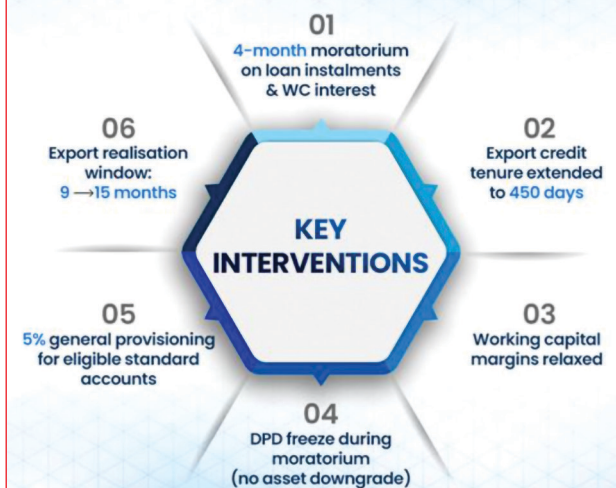 01
4-month moratorium
on loan instalments
& WC interest
02
Export credit
tenure extended
to 450 days
03
Working capital
margins relaxed
04
DPD freeze during
moratorium
(no asset downgrade)
05
5% general provisioning
for eligible standard
accounts
06
Export realisation
window:
9 → 15 months
KEY
INTERVENTIONS